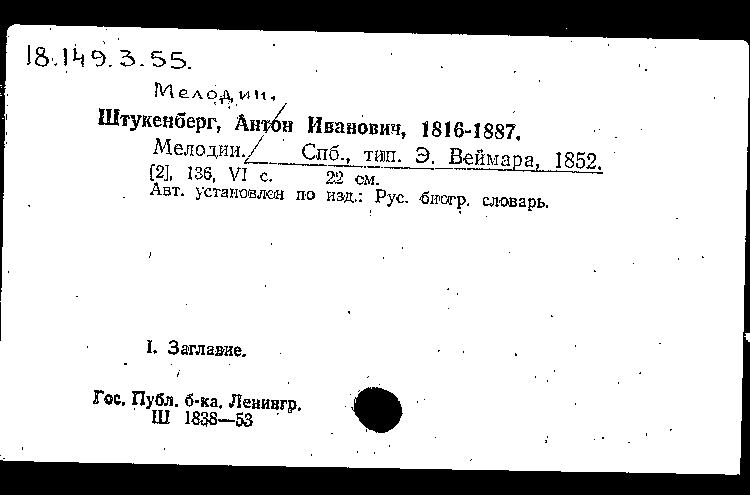 18.149.3.55.
Мелодии.
Штукенберг, Антон Иванович, 1816-1887.
Мелодии./ Спб., тип. Э. Веймара, 1852.
[2], 136, VI с. 22 см.
Авт. установлен по изд.: Рус. биогр. словарь.
I. Заглавие.
Гос. Публ. б-ка. Ленингр.
Ш 1838—53